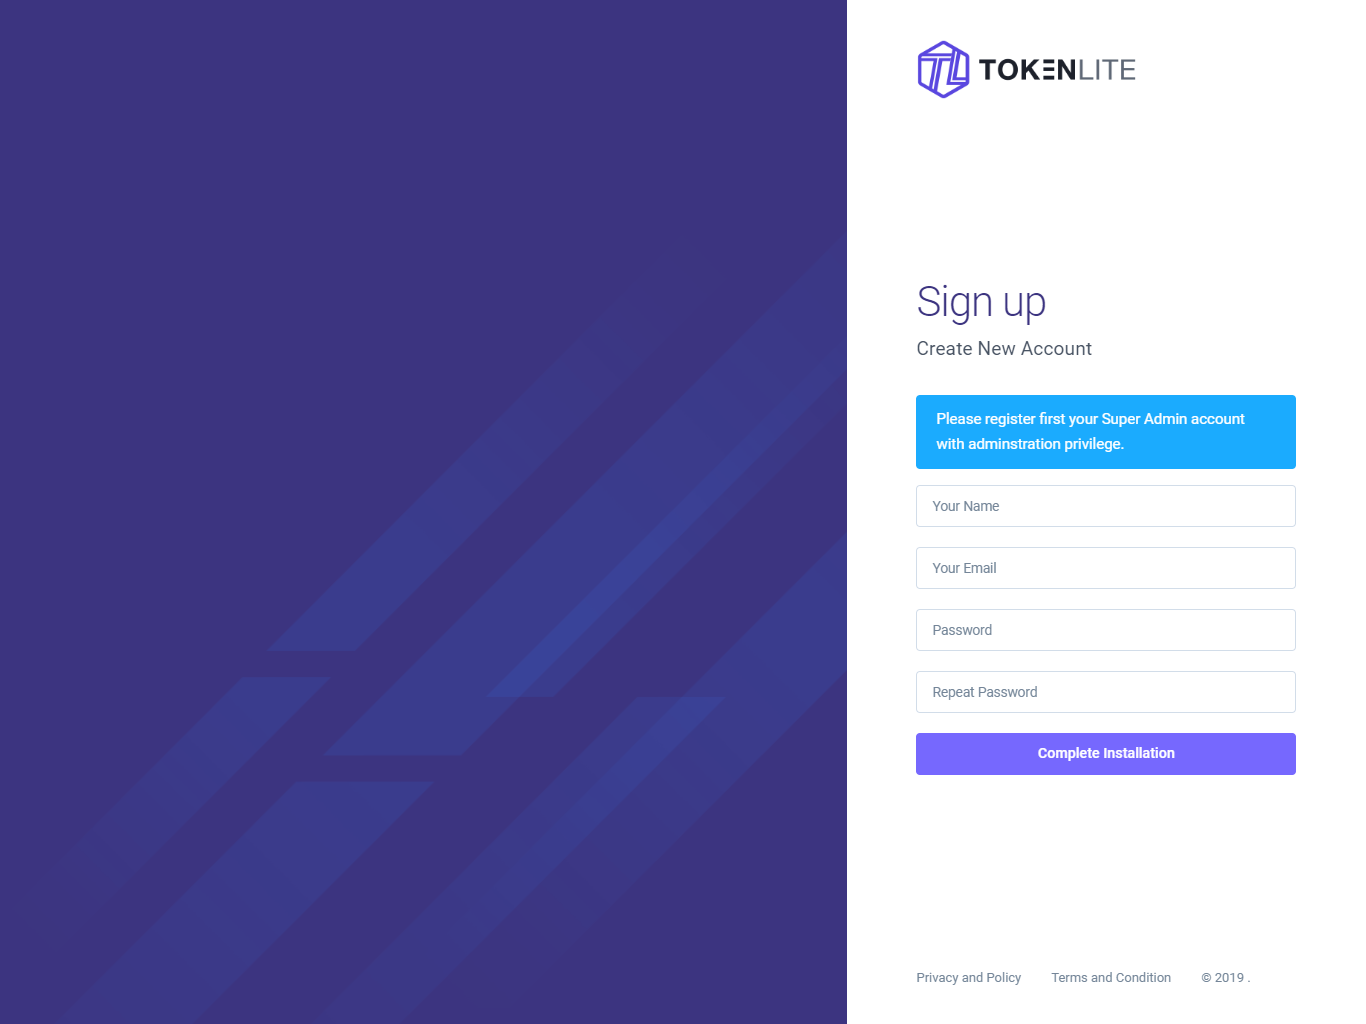 TOKENLITE
Sign up
Create New Account
Please register first your Super Admin account
with adminstration privilege.
Your Name
Your Email
Password
Repeat Password
Complete Installation
Privacy and Policy Terms and Condition © 2019 .